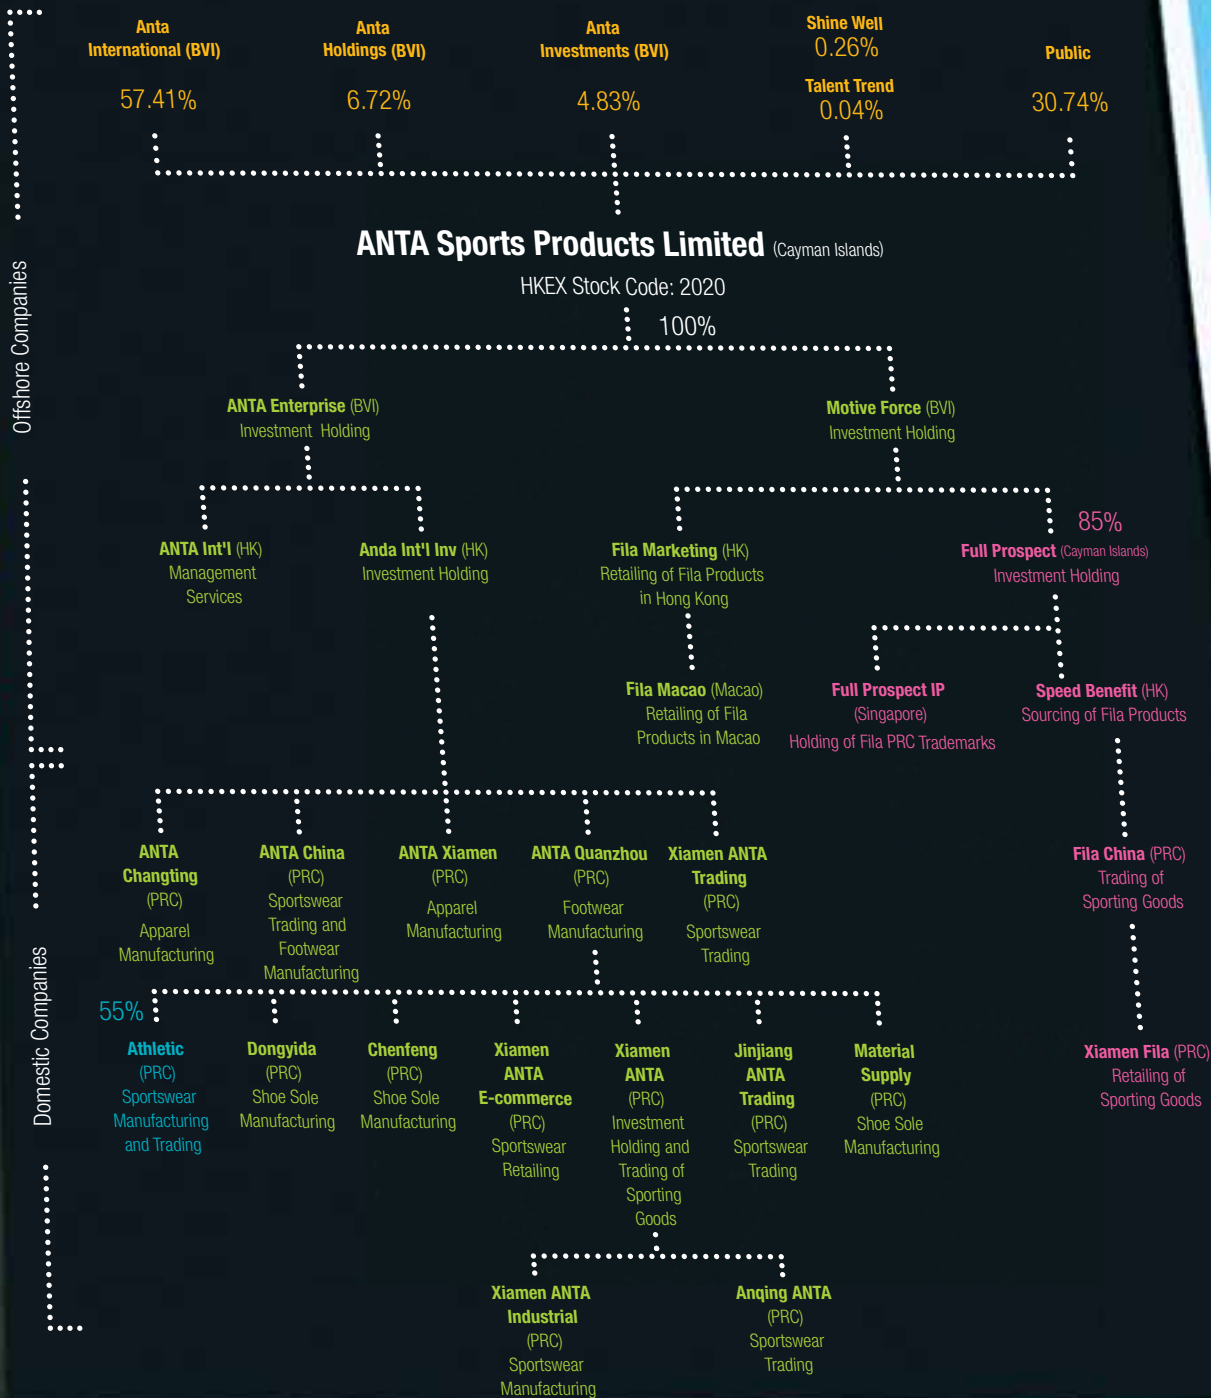 Offshore Companies
Anta
International (BVI)
57.41%
Anta
Holdings (BVI)
6.72%
Anta
Investments (BVI)
4.83%
Shine Well
0.26%
Talent Trend
0.04%
Public
30.74%
ANTA Sports Products Limited (Cayman Islands)
HKEX Stock Code: 2020
100%
ANTA Enterprise (BVI)
Investment Holding
Motive Force (BVI)
Investment Holding
ANTA Int'l (HK)
Management
Services
Anda Int'l Inv (HK)
Investment Holding
Fila Marketing (HK)
Retailing of Fila Products
in Hong Kong
85%
Full Prospect (Cayman Islands)
Investment Holding
Fila Macao (Macao)
Retailing of Fila
Products in Macao
Full Prospect IP
(Singapore)
Holding of Fila PRC Trademarks
Speed Benefit (HK)
Sourcing of Fila Products
Domestic Companies
ANTA
Changting
(PRC)
Apparel
Manufacturing
ANTA China
(PRC)
Sportswear
Trading and
Footwear
Manufacturing
ANTA Xiamen
(PRC)
Apparel
Manufacturing
ANTA Quanzhou
(PRC)
Footwear
Manufacturing
Xiamen ANTA
Trading
(PRC)
Sportswear
Trading
Fila China (PRC)
Trading of
Sporting Goods
55%
Athletic
(PRC)
Sportswear
Manufacturing
and Trading
Dongyida
(PRC)
Shoe Sole
Manufacturing
Chenfeng
(PRC)
Shoe Sole
Manufacturing
Xiamen
ANTA
E-commerce
(PRC)
Sportswear
Retailing
Xiamen
ANTA
(PRC)
Investment
Holding and
Trading of
Sporting
Goods
Jinjiang
ANTA
Trading
(PRC)
Sportswear
Trading
Material
Supply
(PRC)
Shoe Sole
Manufacturing
Xiamen Fila (PRC)
Retailing of
Sporting Goods
Xiamen ANTA
Industrial
(PRC)
Sportswear
Manufacturing
Anqing ANTA
(PRC)
Sportswear
Trading